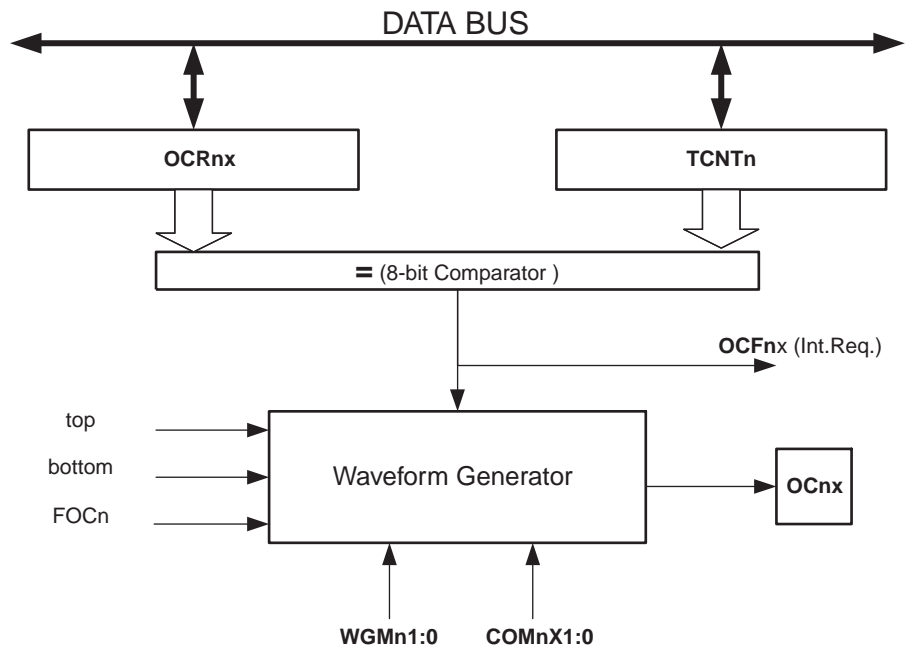 DATA BUS
OCRnx
TCNTn
= (8-bit Comparator )
OCFnx (Int.Req.)
top
bottom
FOCn
Waveform Generator
OCnx
WGMn1:0
COMnX1:0